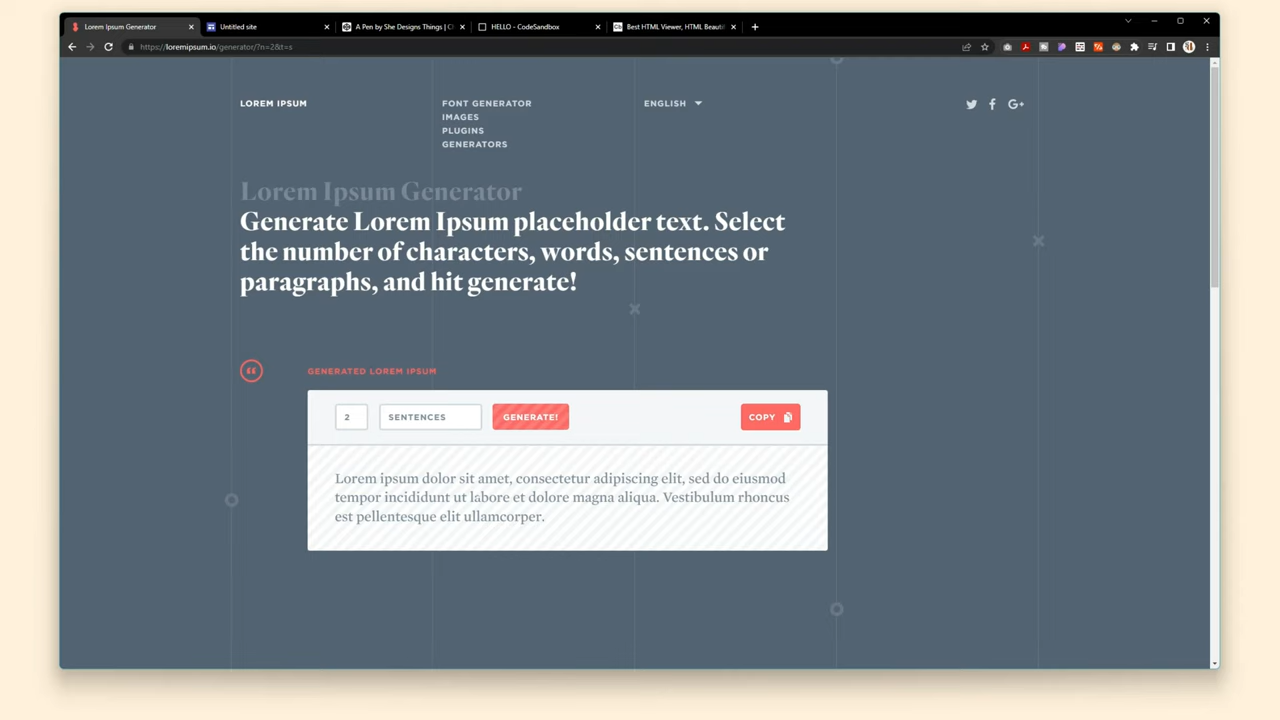 Lorem Ipsum Generator
Untitled site
A Pen by She Designs Things | C
HELLO - CodeSandbox
Best HTML Viewer, HTML Beauti
https://loremipsum.io/generator/?n=2&t=s
LOREM IPSUM
FONT GENERATOR
IMAGES
PLUGINS
GENERATORS
ENGLISH
Lorem Ipsum Generator
Generate Lorem Ipsum placeholder text. Select
the number of characters, words, sentences or
paragraphs, and hit generate!
GENERATED LOREM IPSUM
2 SENTENCES GENERATE! COPY
Lorem ipsum dolor sit amet, consectetur adipiscing elit, sed do eiusmod
tempor incididunt ut labore et dolore magna aliqua. Vestibulum rhoncus
est pellentesque elit ullamcorper.